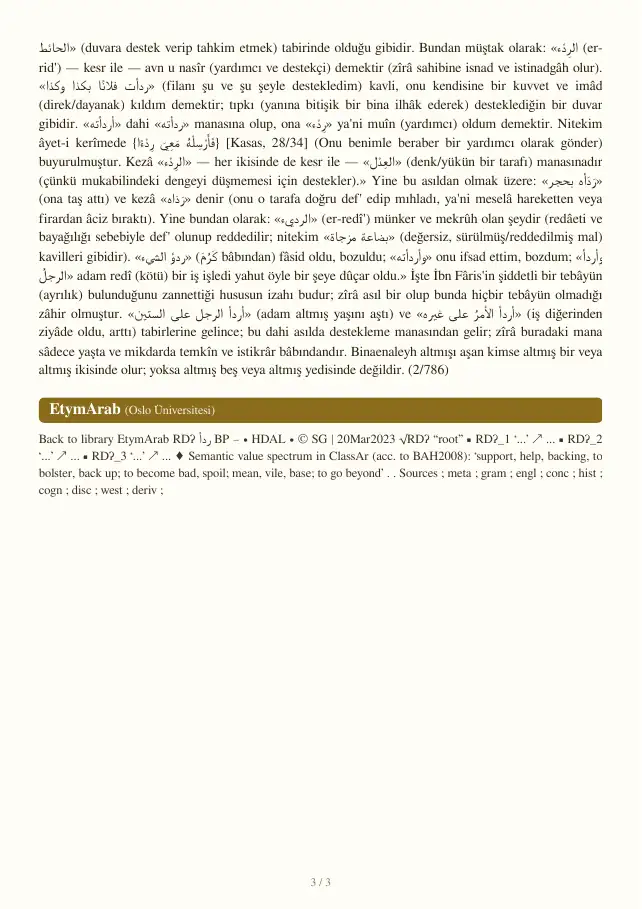 الحائط» (duvara destek verip tahkim etmek) tabirinde olduğu gibidir. Bundan müştak olarak: «الرِدْء» (er-
rid') — kesr ile — avn u nasîr (yardımcı ve destekçi) demektir (zîrâ sahibine isnad ve istinadgâh olur).
«ردأت فلانًا بكذا وكذا» (filanı şu ve şu şeyle destekledim) kavli, onu kendisine bir kuvvet ve imâd
(direk/dayanak) kıldım demektir; tıpkı (yanına bitişik bir bina ilhâk ederek) desteklediğin bir duvar
gibidir. «أردأته» dahi «ردأته» manasına olup, ona «رِدْء» ya'ni muîn (yardımcı) oldum demektir. Nitekim
âyet-i kerîmede {فَأَرْسِلْهُ مَعِيَ رِدْءًا} [Kasas, 28/34] (Onu benimle beraber bir yardımcı olarak gönder)
buyurulmuştur. Kezâ «الرِدْء» — her ikisinde de kesr ile — «العِدْل» (denk/yükün bir tarafı) manasınadır
(çünkü mukabilindeki dengeyi düşmemesi için destekler).» Yine bu asıldan olmak üzere: «رَدَأه بحجر»
(ona taş attı) ve kezâ «رَدَاه» denir (onu o tarafa doğru def' edip mıhladı, ya'ni meselâ hareketten veya
firardan âciz bıraktı). Yine bundan olarak: «الرديء» (er-redî') münker ve mekrûh olan şeydir (redâeti ve
bayağılığı sebebiyle def' olunup reddedilir; nitekim «بضاعة مزجاة» (değersiz, sürülmüş/reddedilmiş mal)
kavilleri gibidir). «ردؤ الشيء» (كَرُمَ bâbından) fâsid oldu, bozuldu; «وأردأته» onu ifsad ettim, bozdum; «وأردأ
الرجلُ» adam redî (kötü) bir iş işledi yahut öyle bir şeye dûçar oldu.» İşte İbn Fâris'in şiddetli bir tebâyün
(ayrılık) bulunduğunu zannettiği hususun izahı budur; zîrâ asıl bir olup bunda hiçbir tebâyün olmadığı
zâhir olmuştur. «أردأ الرجل على الستين» (adam altmış yaşını aştı) ve «أردأ الأمرُ على غيره» (iş diğerinden
ziyâde oldu, arttı) tabirlerine gelince; bu dahi asılda destekleme manasından gelir; zîrâ buradaki mana
sâdece yaşta ve mikdarda temkîn ve istikrâr bâbındandır. Binaenaleyh altmışı aşan kimse altmış bir veya
altmış ikisinde olur; yoksa altmış beş veya altmış yedisinde değildir. (2/786)
EtymArab (Oslo Üniversitesi)
Back to library EtymArab RDʔ أرد BP – • HDAL • © SG | 20Mar2023 √RDʔ “root” ▪ RDʔ_1 ‘...’ ↗ ... ▪ RDʔ_2
‘...’ ↗ ... ▪ RDʔ_3 ‘...’ ↗ ... ♦ Semantic value spectrum in ClassAr (acc. to BAH2008): ‘support, help, backing, to
bolster, back up; to become bad, spoil; mean, vile, base; to go beyond’ . . Sources ; meta ; gram ; engl ; conc ; hist ;
cogn ; disc ; west ; deriv ;
3 / 3